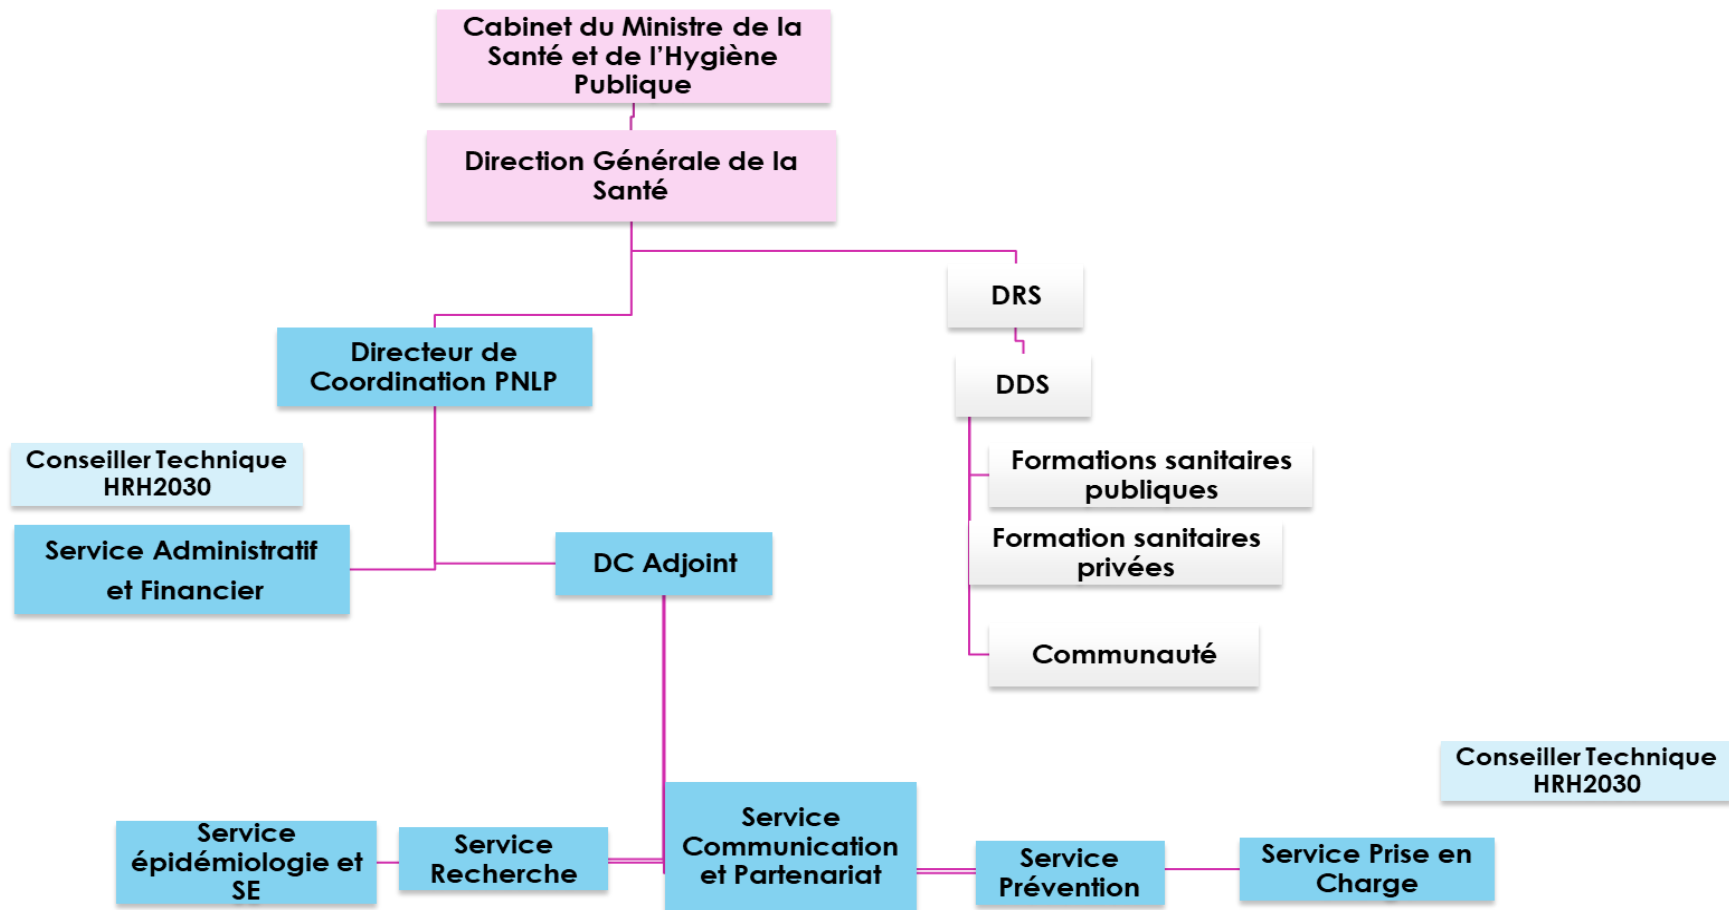 Cabinet du Ministre de la
Santé et de l'Hygiène
Publique
Direction Générale de la
Santé
DRS
Directeur de
Coordination PNLP
DDS
Conseiller Technique
HRH2030
Formations sanitaires
publiques
Service Administratif
et Financier
DC Adjoint
Formation sanitaires
privées
Communauté
Conseiller Technique
HRH2030
Service
épidémiologie et
SE
Service
Recherche
Service
Communication
et Partenariat
Service
Prévention
Service Prise en
Charge